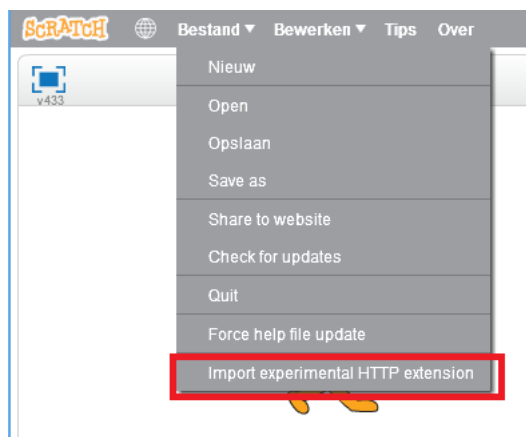 SCRATCH Bestand ▼ Bewerken ▼ Tips Over
v433
Nieuw
Open
Opslaan
Save as
Share to website
Check for updates
Quit
Force help file update
Import experimental HTTP extension